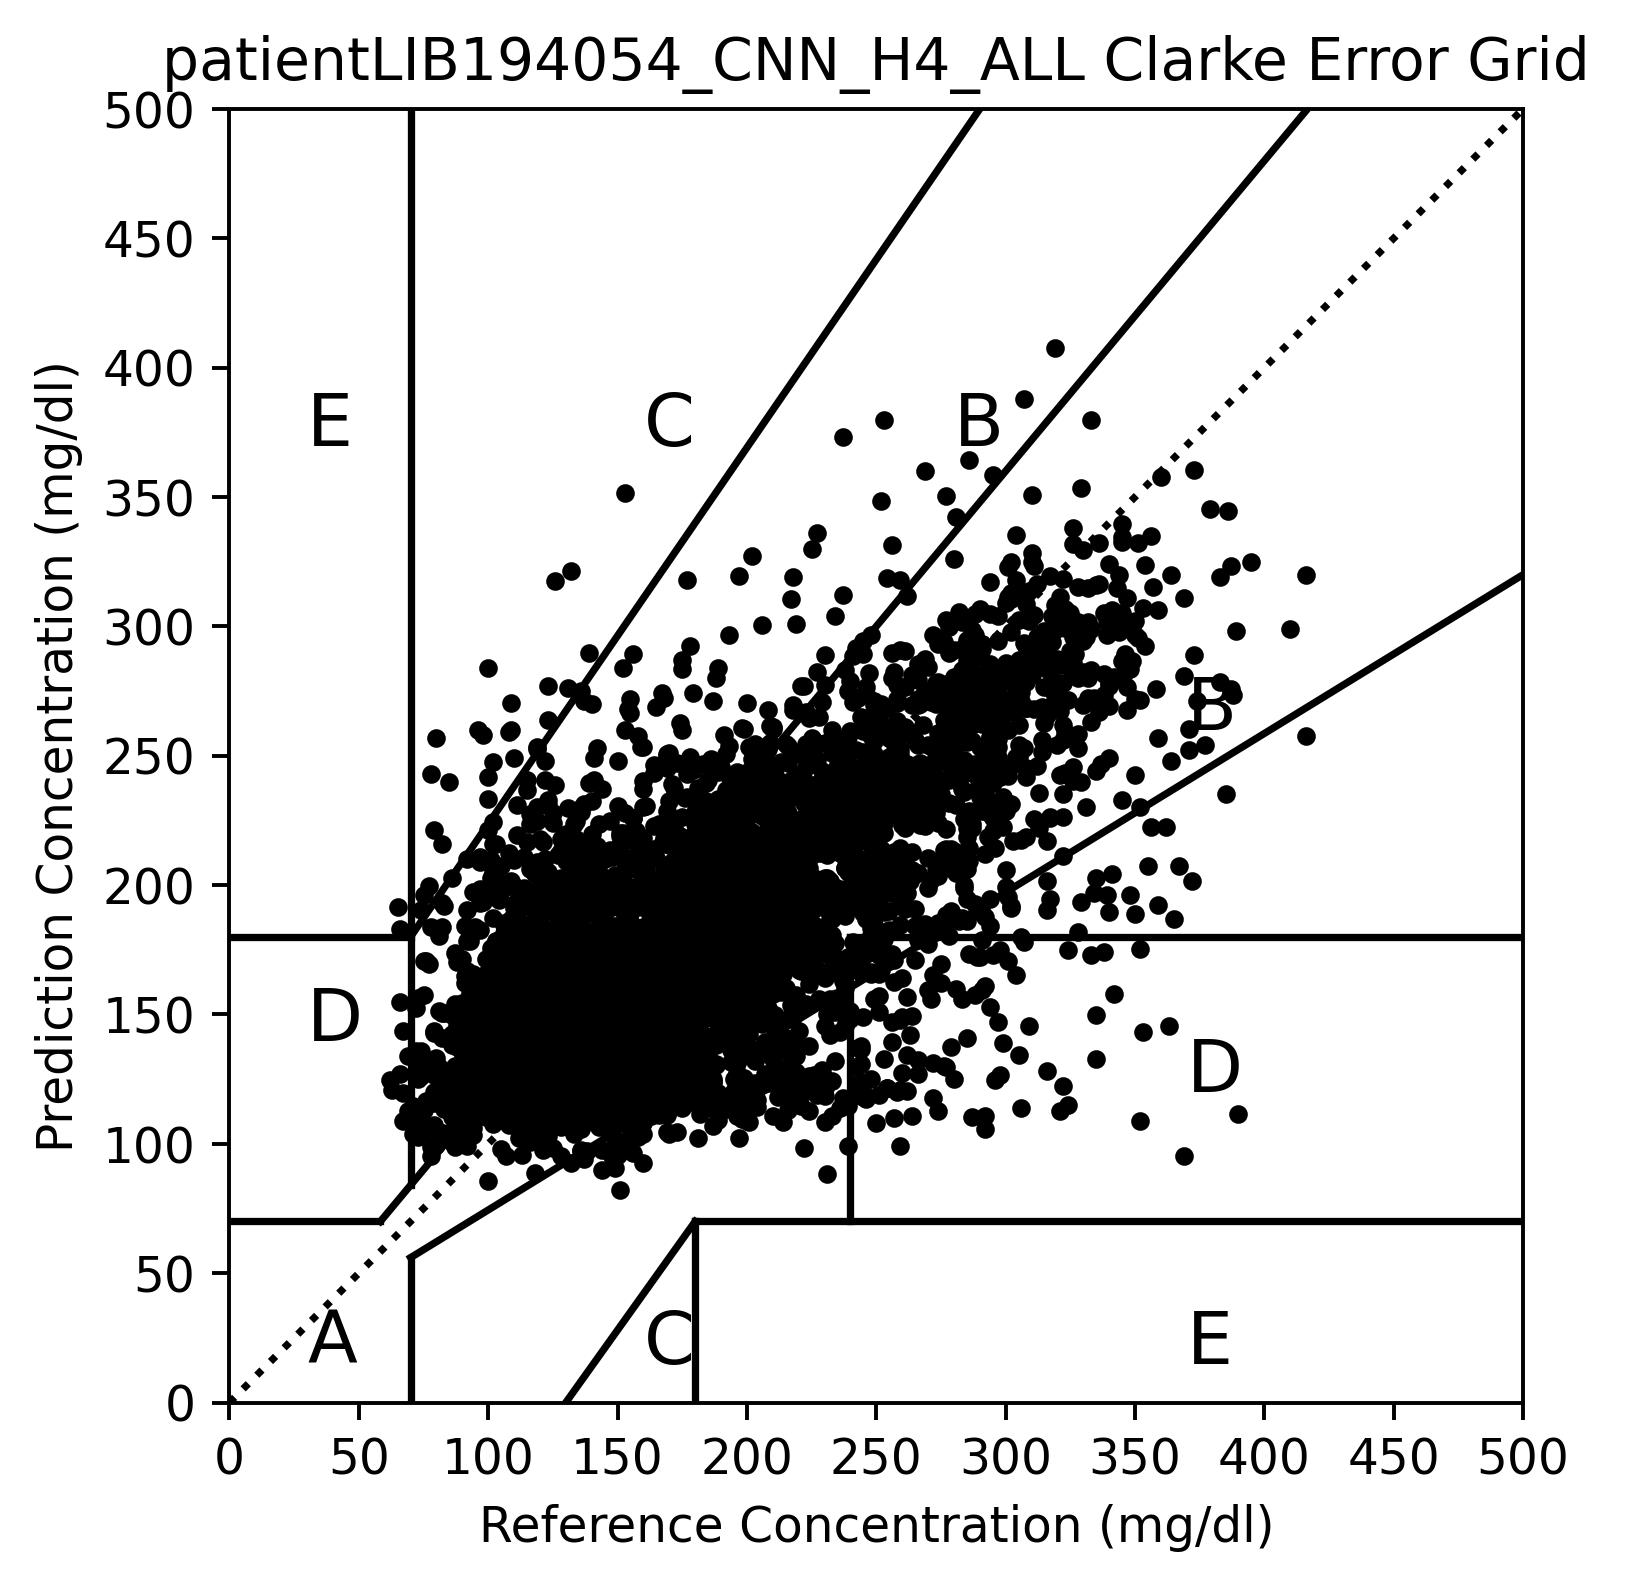 patientLIB194054_CNN_H4_ALL Clarke Error Grid
500
450
400
350
300
250
200
150
100
50
0
Prediction Concentration (mg/dl)
E
C
B
B
D
D
A
C
E
0 50 100 150 200 250 300 350 400 450 500
Reference Concentration (mg/dl)